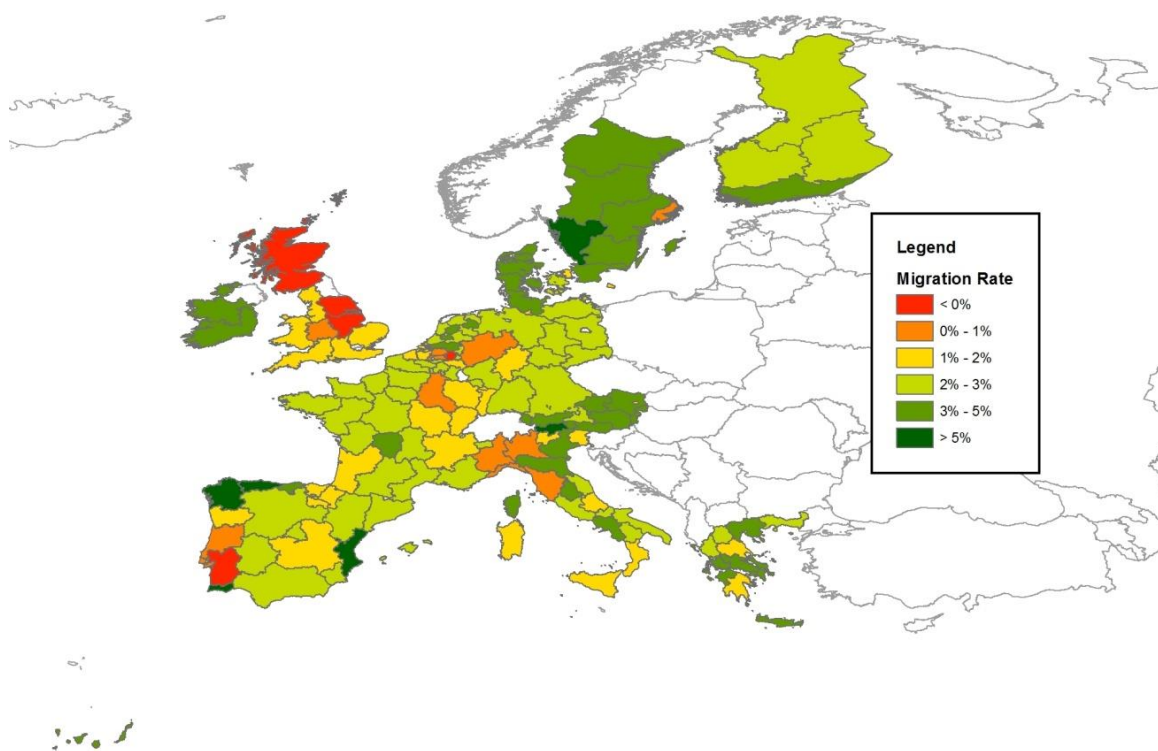 Legend
Migration Rate
< 0%
0% - 1%
1% - 2%
2% - 3%
3% - 5%
> 5%